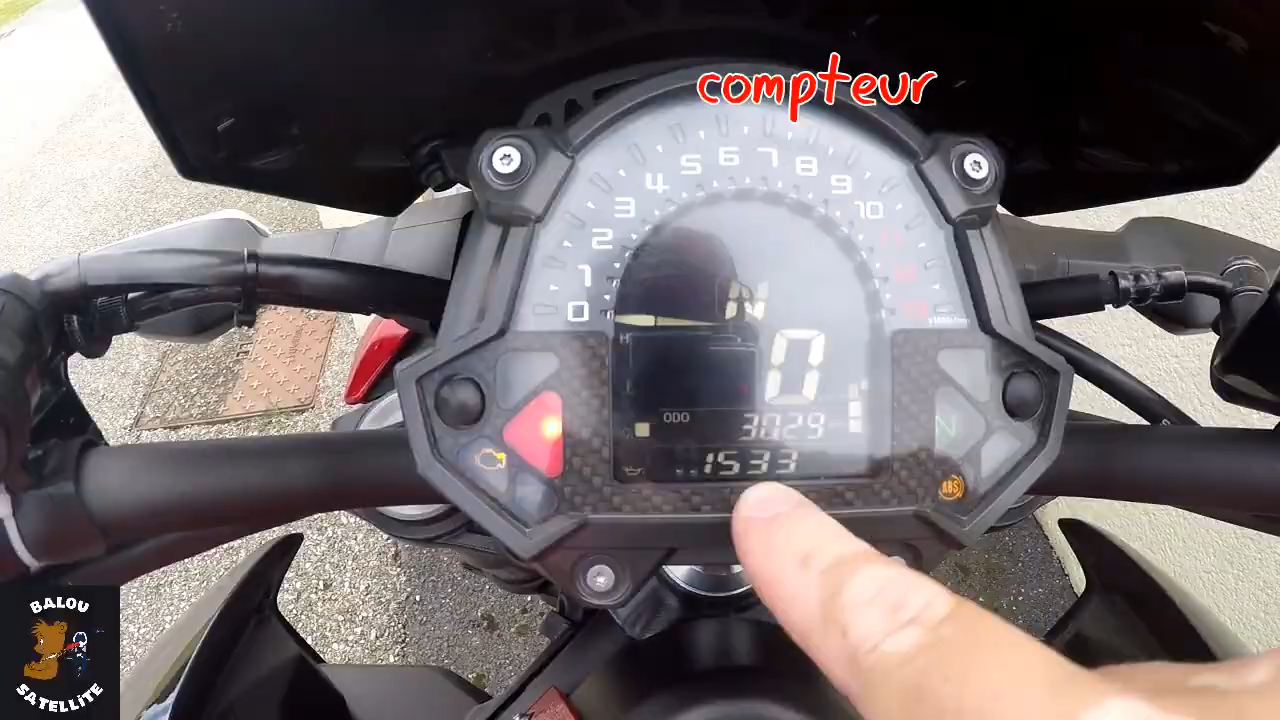 compteur
0 1 2 3 4 5 6 7 8 9 10
N
0
H
ODO 3029
1533
N
ABS
BALOU
SATELLiTE